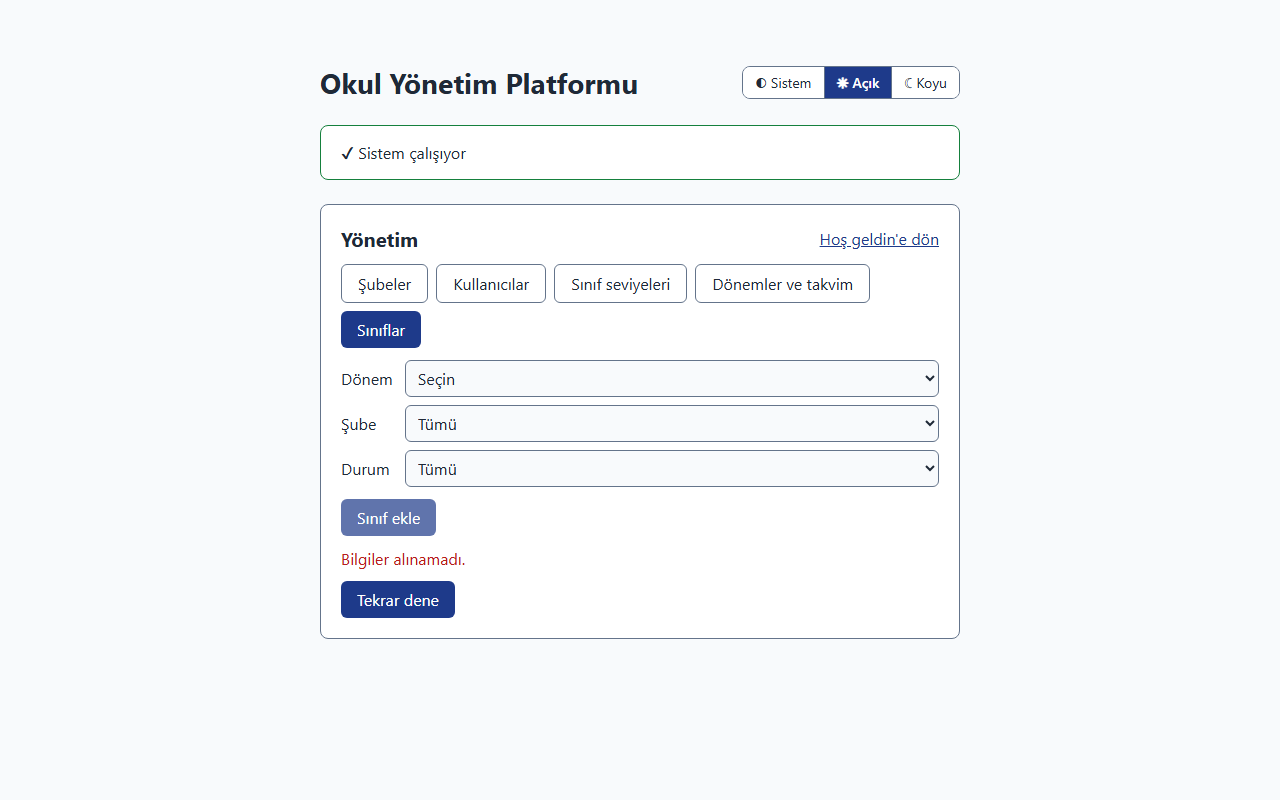 Okul Yönetim Platformu
◐ Sistem
❋ Açık
☾ Koyu
✓ Sistem çalışıyor
Yönetim
Hoş geldin'e dön
Şubeler
Kullanıcılar
Sınıf seviyeleri
Dönemler ve takvim
Sınıflar
Dönem
Seçin
Şube
Tümü
Durum
Tümü
Sınıf ekle
Bilgiler alınamadı.
Tekrar dene